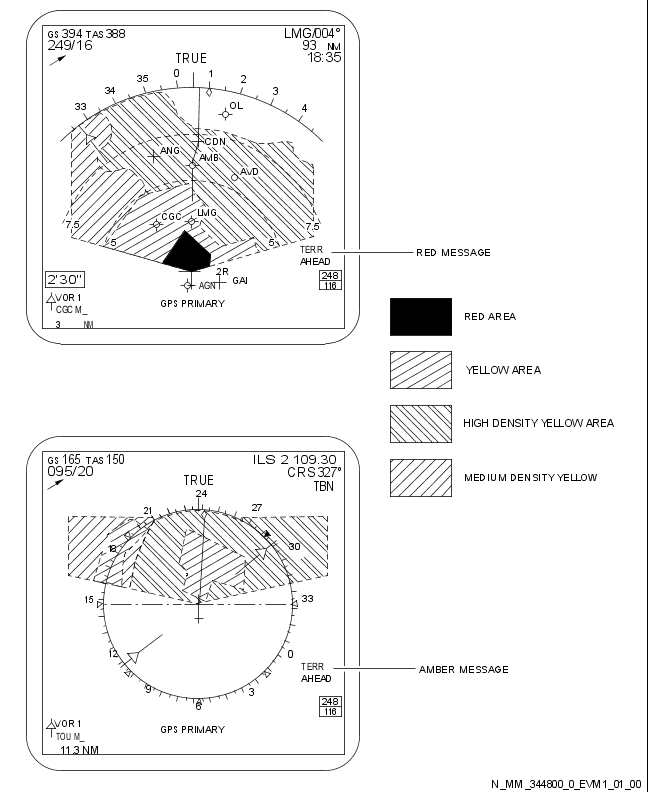 GS 394 TAS 388
249/16
LMG/004°
93 NM
18:35
TRUE
33 34 35 0 1 2 3 4
OL
CDN
ANG
AMB
AVD
CGC
LMG
7.5 7.5
5 5
TERR
AHEAD
RED MESSAGE
2'30"
2R
GAI
AGN
248
116
VOR 1
CGC M_
3 NM
GPS PRIMARY
RED AREA
YELLOW AREA
HIGH DENSITY YELLOW AREA
MEDIUM DENSITY YELLOW
GS 165 TAS 150
095/20
ILS 2 109.30
CRS 327°
TBN
TRUE
24
21 27
18 30
15 33
12 0
9 3
6
TERR
AHEAD
AMBER MESSAGE
248
116
VOR 1
TOU M_
11.3 NM
GPS PRIMARY
N_MM_344800_0_EVM1_01_00